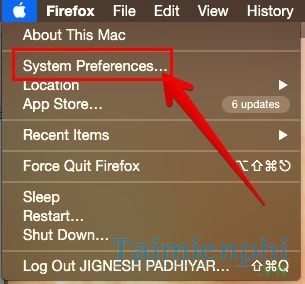 Firefox File Edit View History
About This Mac
System Preferences...
Location
App Store... 6 updates
Recent Items
Force Quit Firefox ⌥⇧⌘⎋
Sleep
Restart...
Shut Down...
Log Out JIGNESH PADHIYAR... ⇧⌘Q
Taimienphi